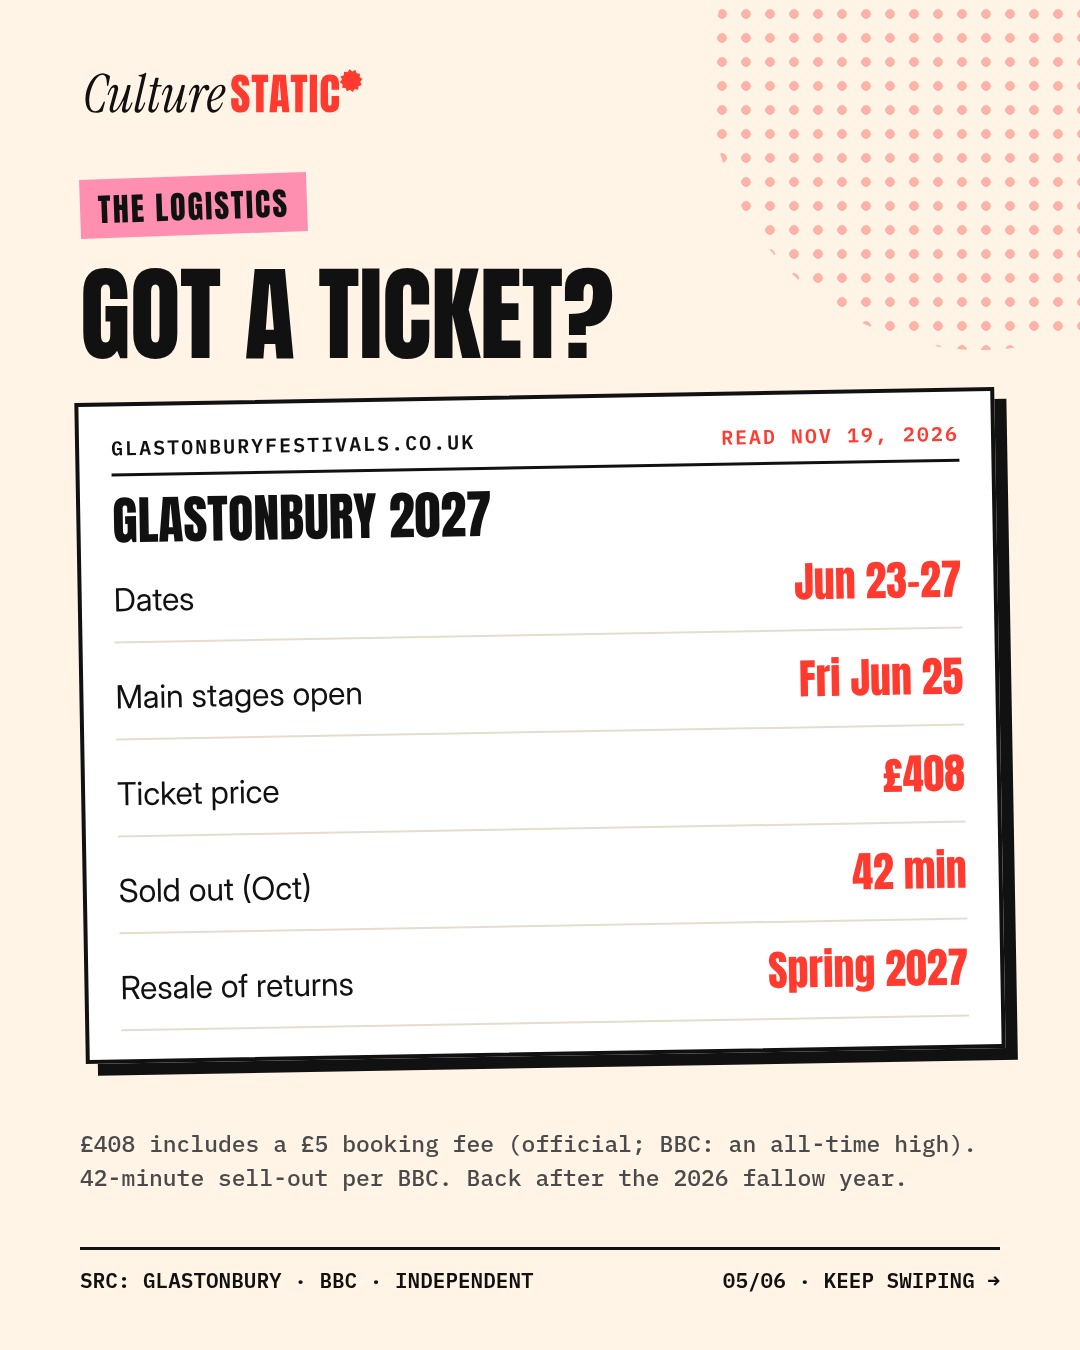 Culture STATIC
THE LOGISTICS
GOT A TICKET?
GLASTONBURYFESTIVALS.CO.UK READ NOV 19, 2026
GLASTONBURY 2027
Dates Jun 23-27
Main stages open Fri Jun 25
Ticket price £408
Sold out (Oct) 42 min
Resale of returns Spring 2027
£408 includes a £5 booking fee (official; BBC: an all-time high).
42-minute sell-out per BBC. Back after the 2026 fallow year.
SRC: GLASTONBURY · BBC · INDEPENDENT 05/06 · KEEP SWIPING →